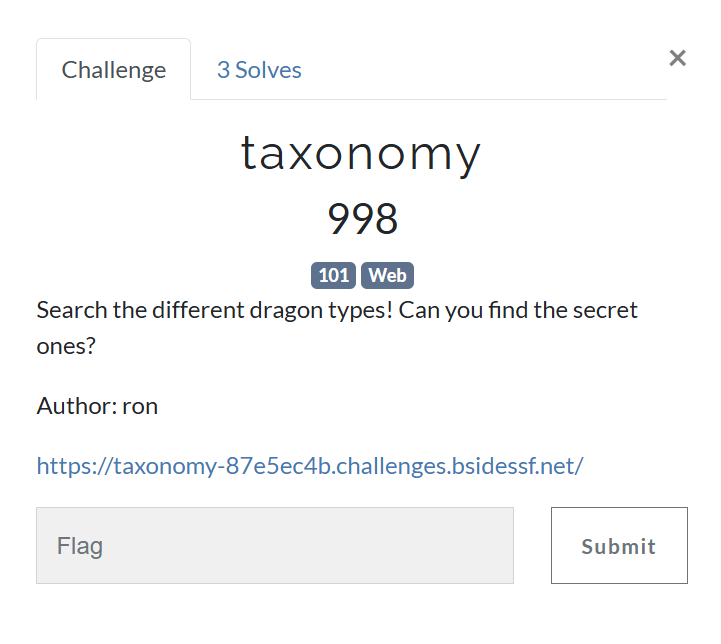 Challenge
3 Solves
×
taxonomy
998
101 Web
Search the different dragon types! Can you find the secret
ones?
Author: ron
https://taxonomy-87e5ec4b.challenges.bsidessf.net/
Flag
Submit